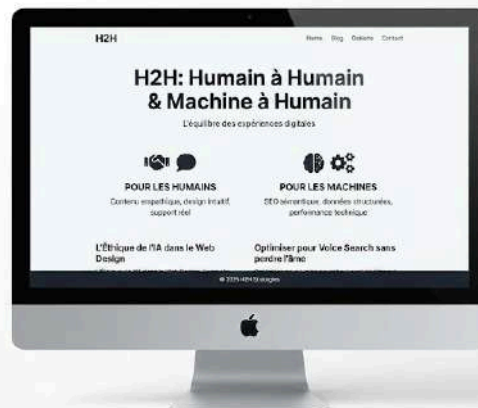 H2H
Home Blog Contact
H2H: Humain à Humain
& Machine à Humain
L'équilibre des expériences digitales
POUR LES HUMAINS
Contenu empathique, design intuitif,
support réel
POUR LES MACHINES
SEO sémantique, données structurées,
performance technique
L'Éthique de l'IA dans le Web
Design
Optimiser pour Voice Search sans
perdre l'âme